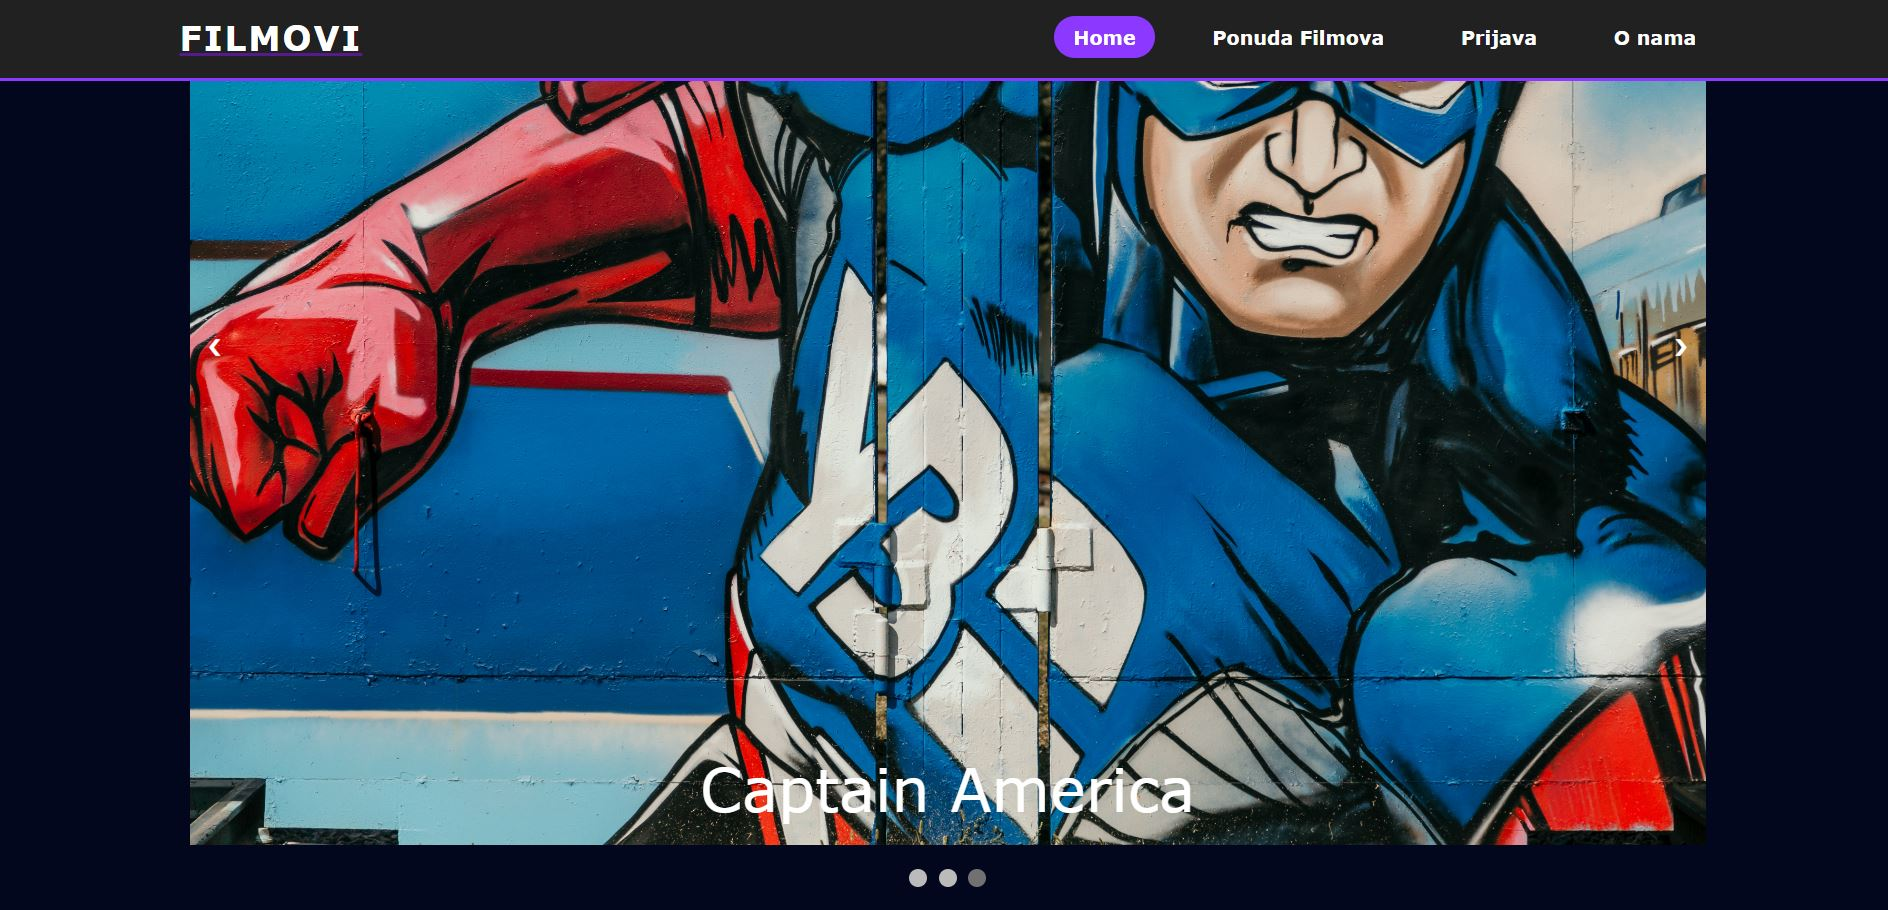 FILMOVI
Home
Ponuda Filmova
Prijava
O nama
❮
❯
Captain America